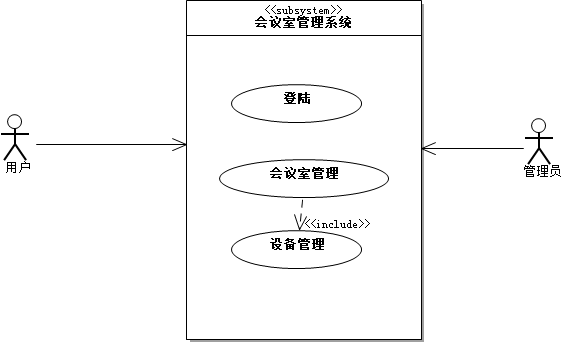 <<subsystem>>
会议室管理系统
登陆
用户
管理员
会议室管理
<<include>>
设备管理